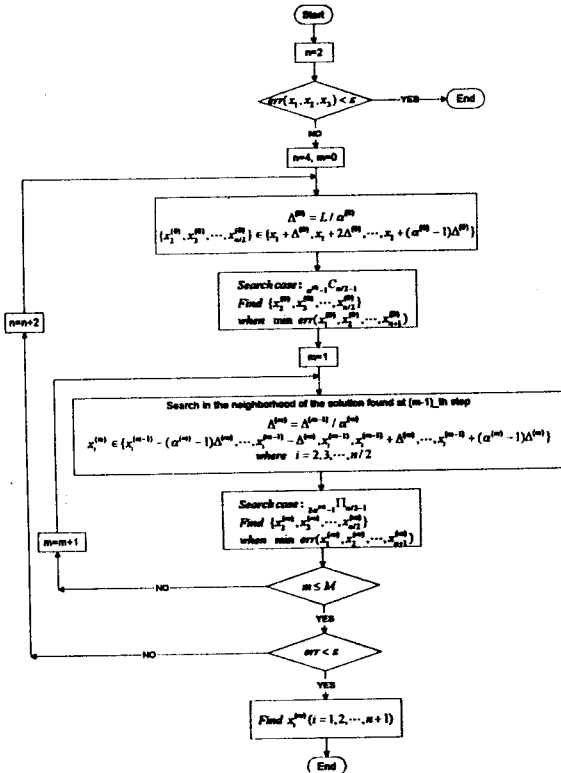 Start
n=2
err(x₁, x₂, x₃) < ε
YES
End
NO
n=4, m=0
Δ⁽⁰⁾ = L / α⁽⁰⁾
{x₂⁽⁰⁾, x₃⁽⁰⁾, ⋯, xₙ/₂⁽⁰⁾} ∈ {x₁ + Δ⁽⁰⁾, x₁ + 2Δ⁽⁰⁾, ⋯, x₁ + (α⁽⁰⁾ −1)Δ⁽⁰⁾}
Search case: α⁽⁰⁾−1Cn/2−1
Find {x₂⁽⁰⁾, x₃⁽⁰⁾, ⋯, xₙ/₂⁽⁰⁾}
when min err(x₁⁽⁰⁾, x₂⁽⁰⁾, ⋯, xₙ₊₁⁽⁰⁾)
n=n+2
m=1
Search in the neighborhood of the solution found at (m-1)_th step
Δ⁽ᵐ⁾ = Δ⁽ᵐ⁻¹⁾ / α⁽ᵐ⁾
xᵢ⁽ᵐ⁾ ∈ {xᵢ⁽ᵐ⁻¹⁾ − (α⁽ᵐ⁾ −1)Δ⁽ᵐ⁾, ⋯, xᵢ⁽ᵐ⁻¹⁾ − Δ⁽ᵐ⁾, xᵢ⁽ᵐ⁻¹⁾, xᵢ⁽ᵐ⁻¹⁾ + Δ⁽ᵐ⁾, ⋯, xᵢ⁽ᵐ⁻¹⁾ + (α⁽ᵐ⁾ −1)Δ⁽ᵐ⁾}
where i = 2,3,⋯,n/2
Search case: 2α⁽ᵐ⁾−1Πn/2−1
Find {x₂⁽ᵐ⁾, x₃⁽ᵐ⁾, ⋯, xₙ/₂⁽ᵐ⁾}
when min err(x₁⁽ᵐ⁾, x₂⁽ᵐ⁾, ⋯, xₙ₊₁⁽ᵐ⁾)
m=m+1
NO
m ≤ M
YES
NO
err < ε
YES
Find xᵢ⁽ᵐ⁾ (i = 1,2,⋯,n+1)
End